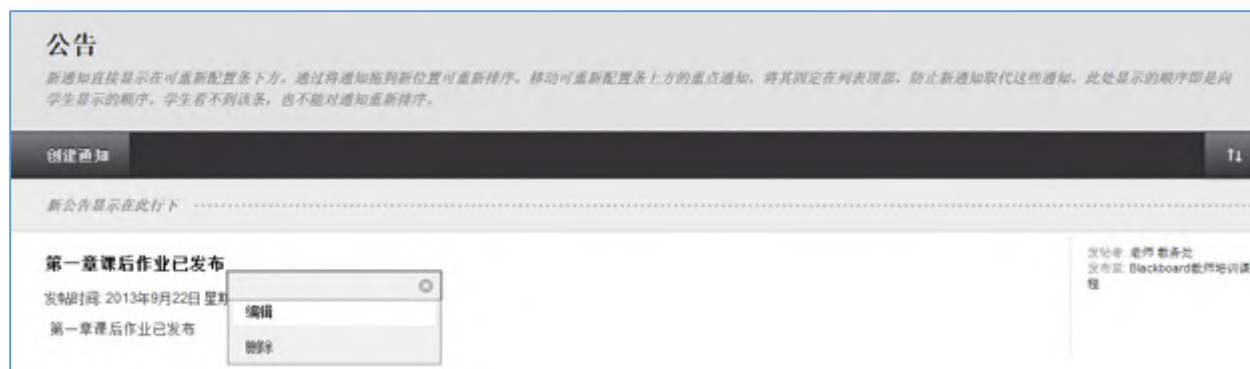 公告
新通知直接显示在可重新配置条下方。通过将通知拖到新位置可重新排序。移动可重新配置条上方的重点通知，将其固定在列表顶部，防止新通知取代这些通知。此处显示的顺序即是向
学生显示的顺序。学生看不到该条，也不能对通知重新排序。
创建通知
新公告显示在此行下
第一章课后作业已发布
发帖者: 老师 教务处
发布至: Blackboard教师培训课
程
发帖时间: 2013年9月22日 星期
编辑
第一章课后作业已发布
删除